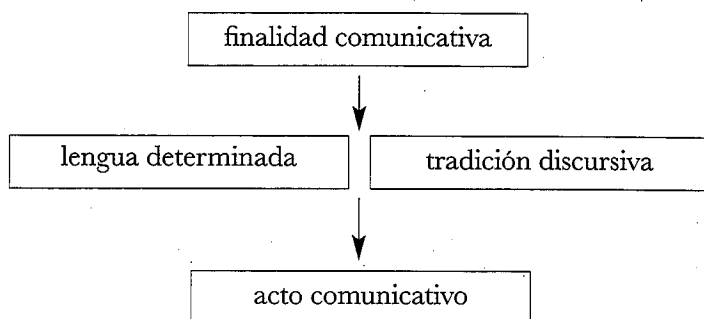 finalidad comunicativa
lengua determinada
tradición discursiva
acto comunicativo